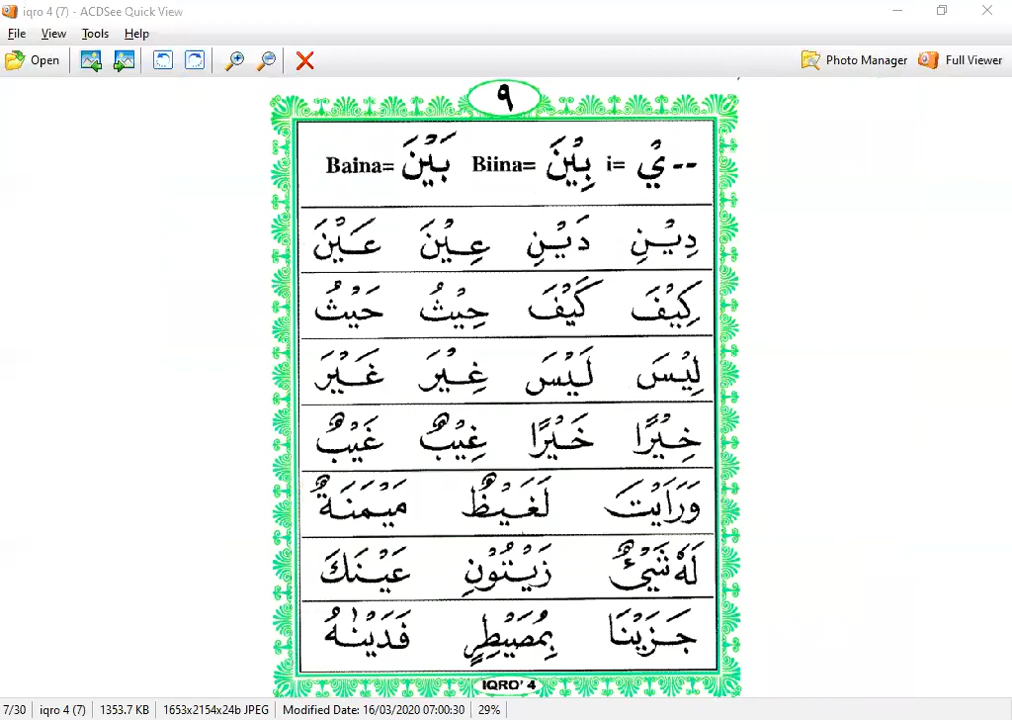 iqro 4 (7) - ACDSee Quick View
File View Tools Help
Open Photo Manager Full Viewer
٩
-- يْ i= بِيْنَ Biina= بَيْنَ Baina=
دِيْنِ دَيْنِ عِيْنَ عَيْنَ
كِيْفَ كَيْفَ حِيْثُ حَيْثُ
لِيْسَ لَيْسَ غِيْرَ غَيْرَ
خِيْرًا خَيْرًا غِيْبٌ غَيْبٌ
وَرَاَيْتَ لَغَيْظٌ مَيْمَنَةٌ
لَهٗ شَيْئٌ زَيْتُوْنِ عَيْنَكَ
جَزَيْنَا بِمُصَيْطِرٍ فَدَيْنٰهُ
IQRO' 4
7/30 iqro 4 (7) 1353.7 KB 1653x2154x24b JPEG Modified Date: 16/03/2020 07:00:30 29%